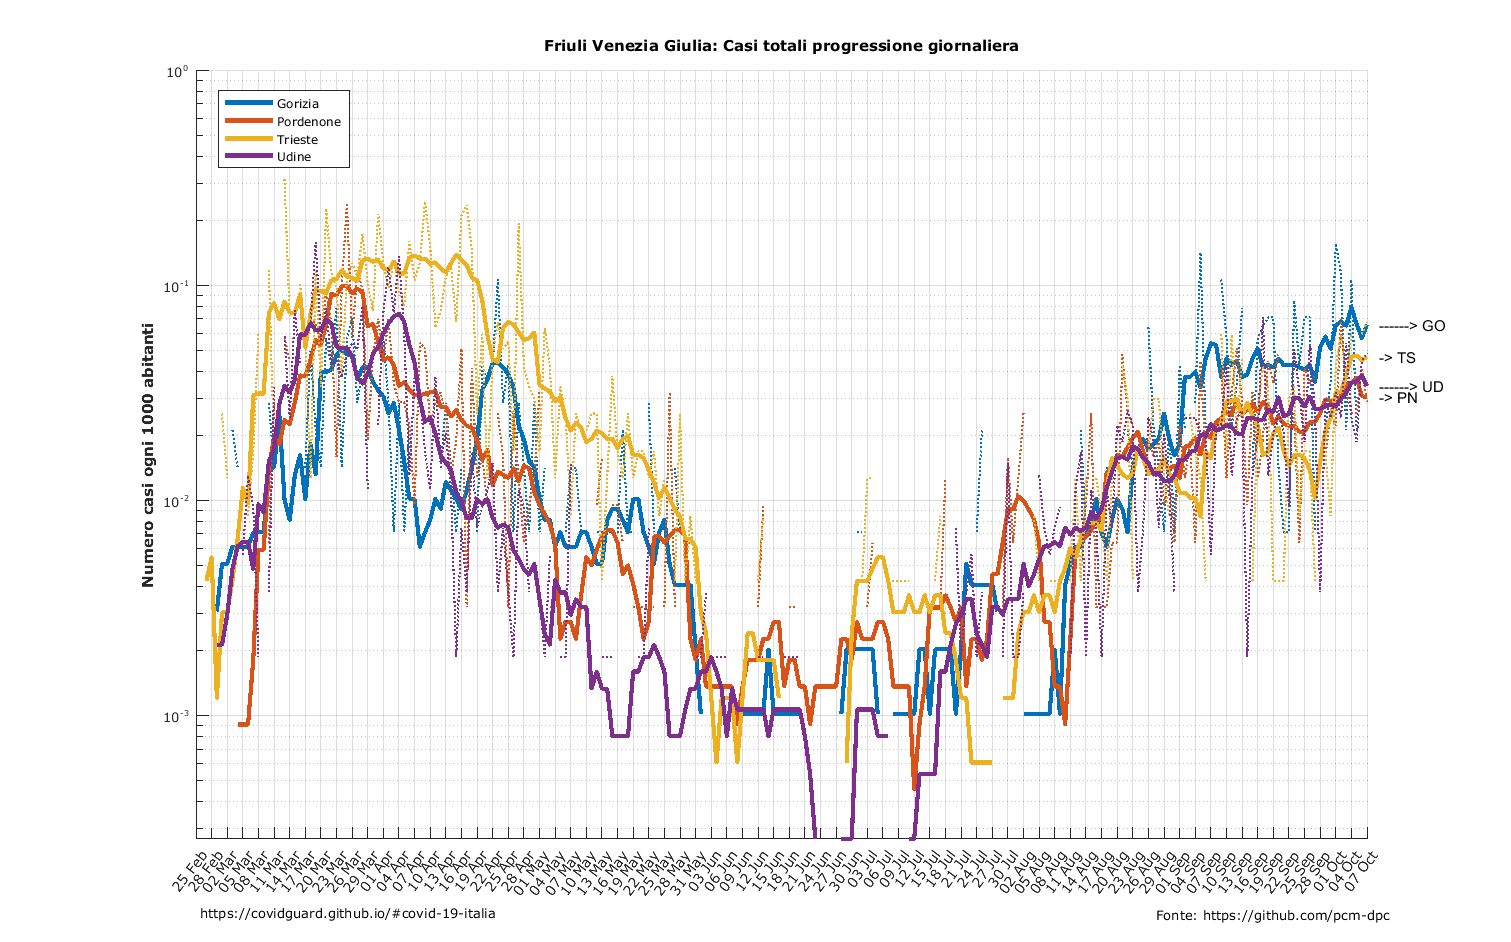 Friuli Venezia Giulia: Casi totali progressione giornaliera
10^0
10^-1
10^-2
10^-3
Numero casi ogni 1000 abitanti
Gorizia
Pordenone
Trieste
Udine
------> GO
-> TS
------> UD
-> PN
25 Feb
28 Feb
02 Mar
05 Mar
08 Mar
11 Mar
14 Mar
17 Mar
20 Mar
23 Mar
26 Mar
29 Mar
01 Apr
04 Apr
07 Apr
10 Apr
13 Apr
16 Apr
19 Apr
22 Apr
25 Apr
28 Apr
01 May
04 May
07 May
10 May
13 May
16 May
19 May
22 May
25 May
28 May
31 May
03 Jun
06 Jun
09 Jun
12 Jun
15 Jun
18 Jun
21 Jun
24 Jun
27 Jun
30 Jun
03 Jul
06 Jul
09 Jul
12 Jul
15 Jul
18 Jul
21 Jul
24 Jul
27 Jul
30 Jul
02 Aug
05 Aug
08 Aug
11 Aug
14 Aug
17 Aug
20 Aug
23 Aug
26 Aug
29 Aug
01 Sep
04 Sep
07 Sep
10 Sep
13 Sep
16 Sep
19 Sep
22 Sep
25 Sep
28 Sep
01 Oct
04 Oct
07 Oct
https://covidguard.github.io/#covid-19-italia
Fonte: https://github.com/pcm-dpc